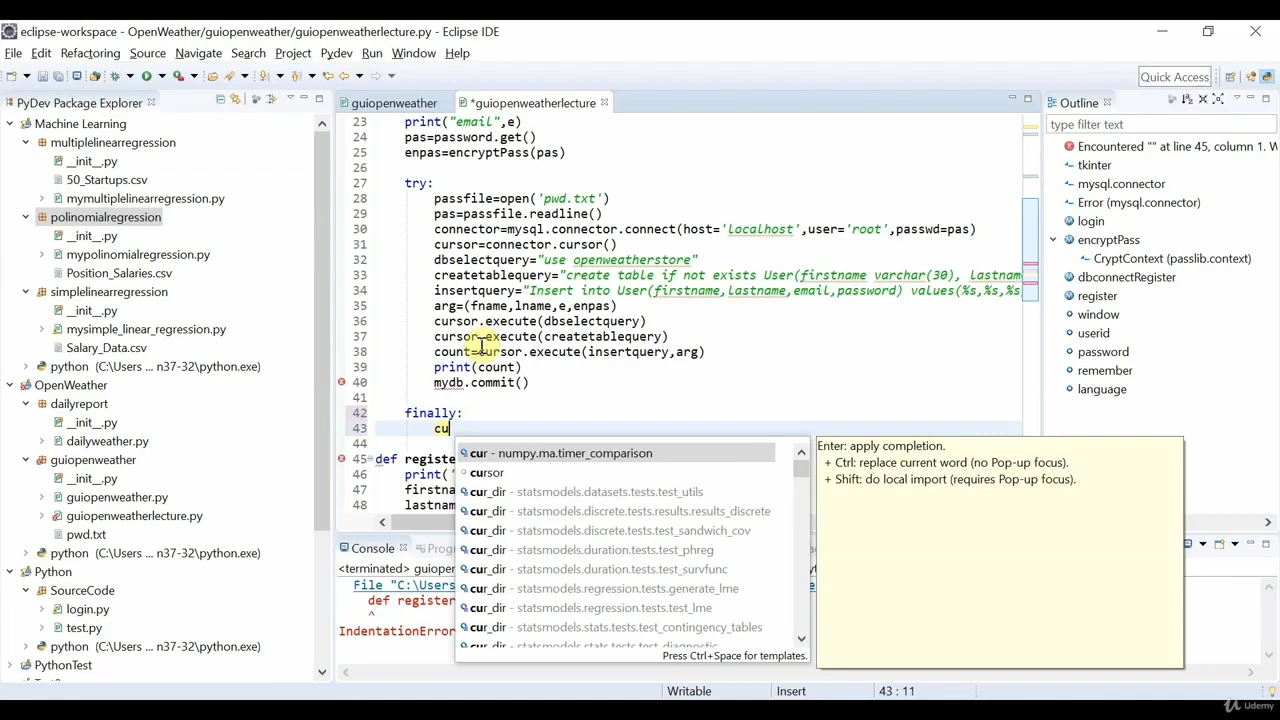 eclipse-workspace - OpenWeather/guiopenweather/guiopenweatherlecture.py - Eclipse IDE
File Edit Refactoring Source Navigate Search Project Pydev Run Window Help
Quick Access
PyDev Package Explorer
Machine Learning
multiplelinearregression
__init__.py
50_Startups.csv
mymultiplelinearregression.py
polinomialregression
__init__.py
mypolinomialregression.py
Position_Salaries.csv
simplelinearregression
__init__.py
mysimple_linear_regression.py
Salary_Data.csv
python (C:\Users ... n37-32\python.exe)
OpenWeather
dailyreport
__init__.py
dailyweather.py
guiopenweather
__init__.py
guiopenweather.py
guiopenweatherlecture.py
pwd.txt
python (C:\Users ... n37-32\python.exe)
Python
SourceCode
login.py
test.py
python (C:\Users ... n37-32\python.exe)
PythonTest
guiopenweather *guiopenweatherlecture
23 print("email",e)
24 pas=password.get()
25 enpas=encryptPass(pas)
26
27 try:
28 passfile=open('pwd.txt')
29 pas=passfile.readline()
30 connector=mysql.connector.connect(host='localhost',user='root',passwd=pas)
31 cursor=connector.cursor()
32 dbselectquery="use openweatherstore"
33 createtablequery="create table if not exists User(firstname varchar(30), Lastname
34 insertquery="Insert into User(firstname,Lastname,email,password) values(%s,%s,%s
35 arg=(fname,lname,e,enpas)
36 cursor.execute(dbselectquery)
37 cursor.execute(createtablequery)
38 count=cursor.execute(insertquery,arg)
39 print(count)
40 mydb.commit()
41
42 finally:
43 cu
44
45 def regist
46 print('
47 firstna
48 lastnam
cur - numpy.ma.timer_comparison
cursor
cur_dir - statsmodels.datasets.tests.test_utils
cur_dir - statsmodels.discrete.tests.results.results_discrete
cur_dir - statsmodels.discrete.tests.test_sandwich_cov
cur_dir - statsmodels.duration.tests.test_phreg
cur_dir - statsmodels.duration.tests.test_survfunc
cur_dir - statsmodels.regression.tests.generate_lme
cur_dir - statsmodels.regression.tests.test_lme
cur_dir - statsmodels.stats.tests.test_contingency_tables
cur_dir - statsmodels.stats.tests.test_diagnostic
Press Ctrl+Space for templates.
Enter: apply completion.
+ Ctrl: replace current word (no Pop-up focus).
+ Shift: do local import (requires Pop-up focus).
Outline
type filter text
Encountered "" at line 45, column 1. W
tkinter
mysql.connector
Error (mysql.connector)
login
encryptPass
CryptContext (passlib.context)
dbconnectRegister
register
window
userid
password
remember
language
Console Prog
<terminated> guiopen
File "C:\Users
def register
^
IndentationError
Writable Insert 43 : 11
Udemy